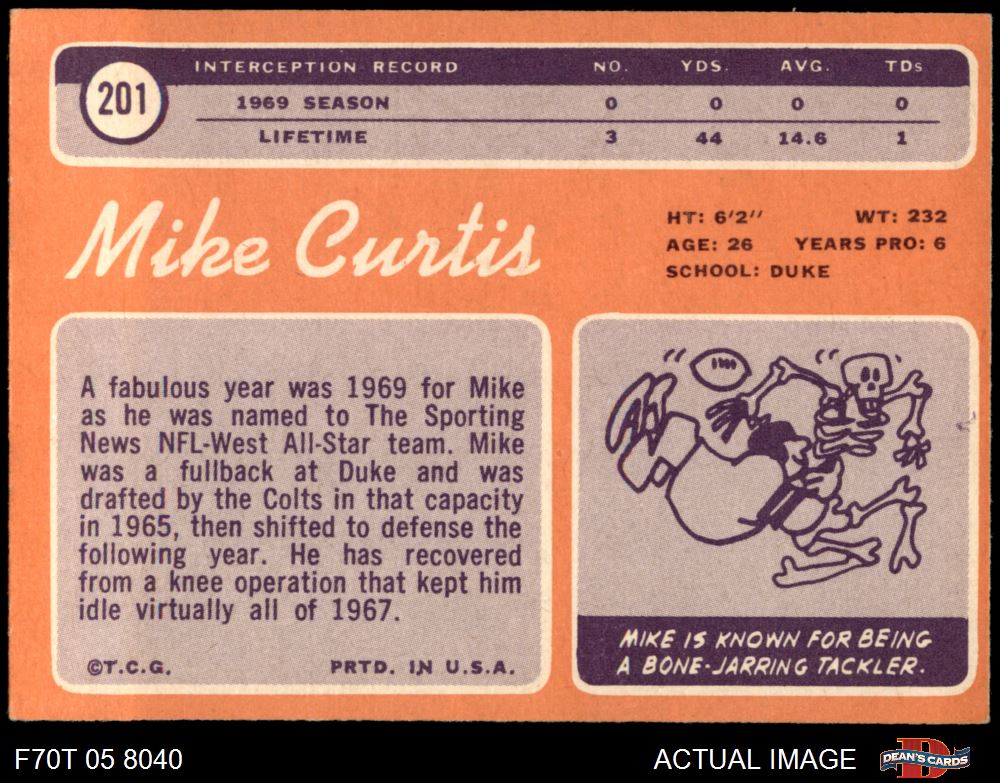 201
INTERCEPTION RECORD NO. YDS. AVG. TDs
1969 SEASON 0 0 0 0
LIFETIME 3 44 14.6 1
Mike Curtis
HT: 6'2'' WT: 232
AGE: 26 YEARS PRO: 6
SCHOOL: DUKE
A fabulous year was 1969 for Mike
as he was named to The Sporting
News NFL-West All-Star team. Mike
was a fullback at Duke and was
drafted by the Colts in that capacity
in 1965, then shifted to defense the
following year. He has recovered
from a knee operation that kept him
idle virtually all of 1967.
©T.C.G. PRTD. IN U.S.A.
MIKE IS KNOWN FOR BEING
A BONE-JARRING TACKLER.
F70T 05 8040 ACTUAL IMAGE
D
DEAN'S CARDS